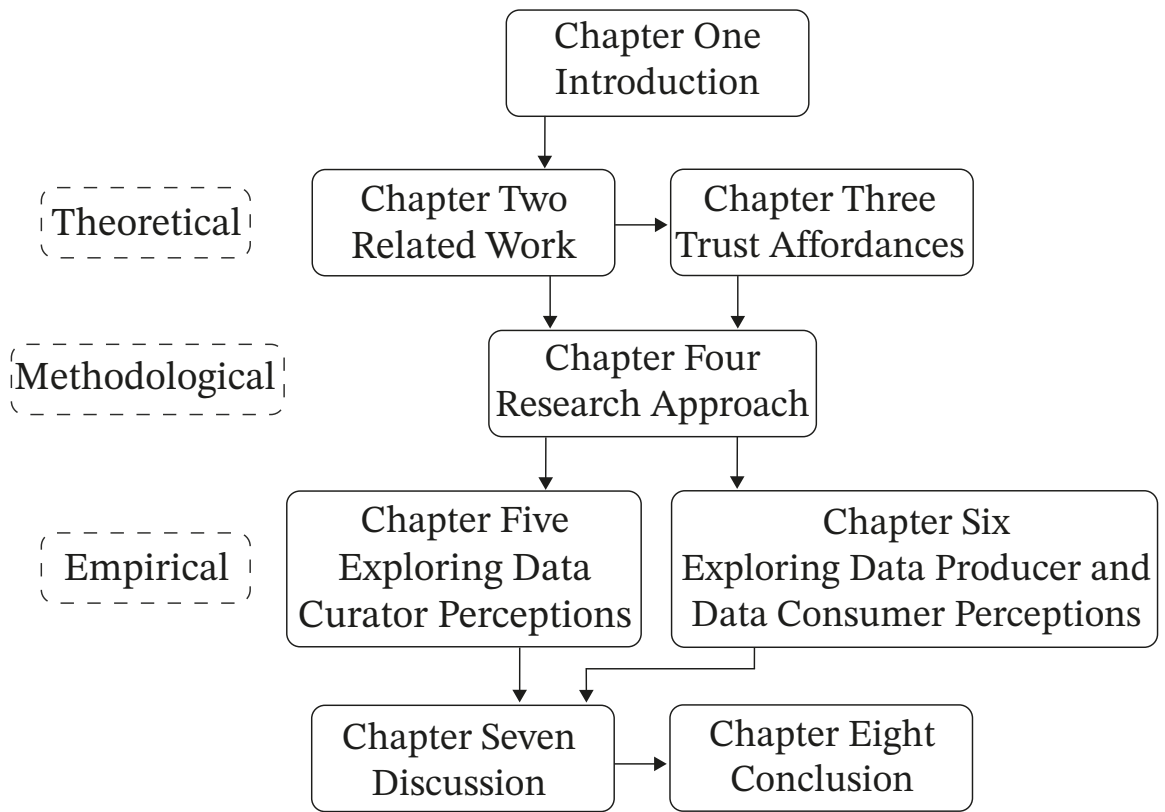 Chapter One
Introduction
Theoretical
Chapter Two
Related Work
Chapter Three
Trust Affordances
Methodological
Chapter Four
Research Approach
Empirical
Chapter Five
Exploring Data
Curator Perceptions
Chapter Six
Exploring Data Producer and
Data Consumer Perceptions
Chapter Seven
Discussion
Chapter Eight
Conclusion